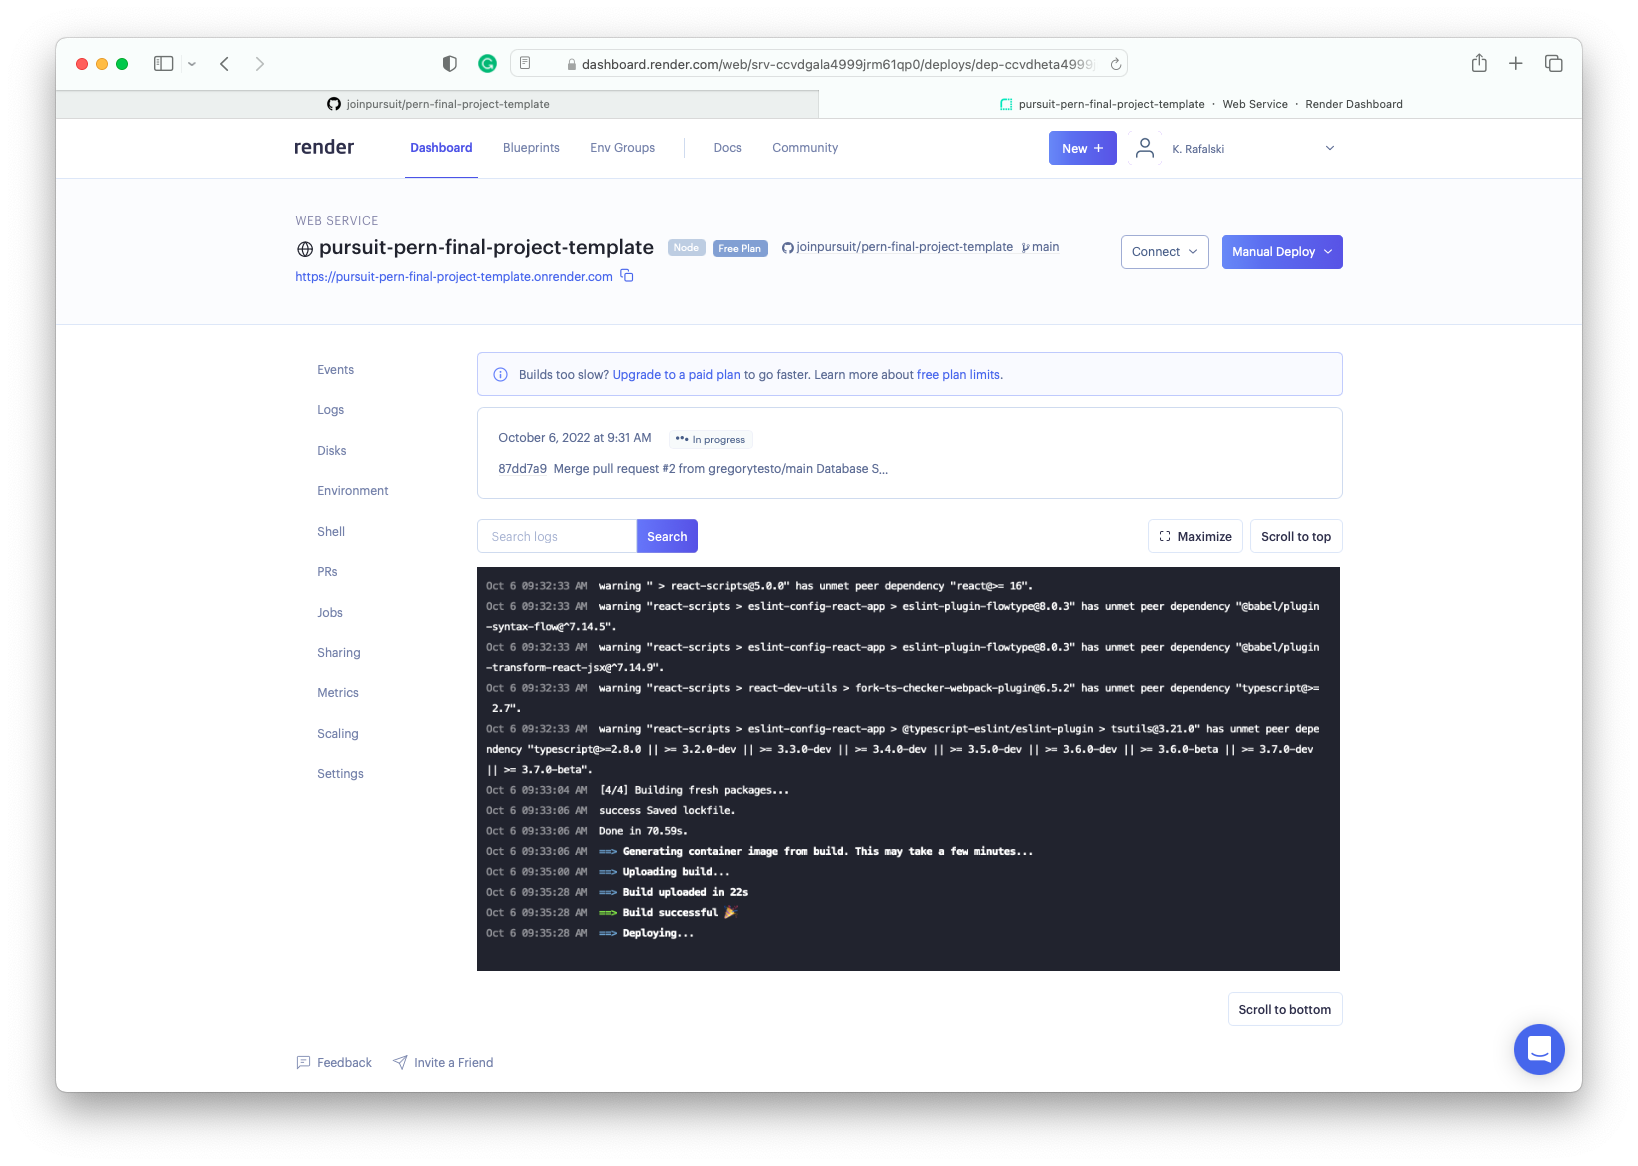 dashboard.render.com/web/srv-ccvdgala4999jrm61qp0/deploys/dep-ccvdheta4999j
joinpursuit/pern-final-project-template
pursuit-pern-final-project-template · Web Service · Render Dashboard
render
Dashboard
Blueprints
Env Groups
Docs
Community
New +
K. Rafalski
WEB SERVICE
pursuit-pern-final-project-template
Node
Free Plan
joinpursuit/pern-final-project-template
main
Connect
Manual Deploy
https://pursuit-pern-final-project-template.onrender.com
Events
Logs
Disks
Environment
Shell
PRs
Jobs
Sharing
Metrics
Scaling
Settings
Builds too slow? Upgrade to a paid plan to go faster. Learn more about free plan limits.
October 6, 2022 at 9:31 AM
In progress
87dd7a9 Merge pull request #2 from gregorytesto/main Database S...
Search logs
Search
Maximize
Scroll to top
Oct 6 09:32:33 AM warning " > react-scripts@5.0.0" has unmet peer dependency "react@>= 16".
Oct 6 09:32:33 AM warning "react-scripts > eslint-config-react-app > eslint-plugin-flowtype@8.0.3" has unmet peer dependency "@babel/plugin
-syntax-flow@^7.14.5".
Oct 6 09:32:33 AM warning "react-scripts > eslint-config-react-app > eslint-plugin-flowtype@8.0.3" has unmet peer dependency "@babel/plugin
-transform-react-jsx@^7.14.9".
Oct 6 09:32:33 AM warning "react-scripts > react-dev-utils > fork-ts-checker-webpack-plugin@6.5.2" has unmet peer dependency "typescript@>=
2.7".
Oct 6 09:32:33 AM warning "react-scripts > eslint-config-react-app > @typescript-eslint/eslint-plugin > tsutils@3.21.0" has unmet peer depe
ndency "typescript@>=2.8.0 || >= 3.2.0-dev || >= 3.3.0-dev || >= 3.4.0-dev || >= 3.5.0-dev || >= 3.6.0-dev || >= 3.6.0-beta || >= 3.7.0-dev
|| >= 3.7.0-beta".
Oct 6 09:33:04 AM [4/4] Building fresh packages...
Oct 6 09:33:06 AM success Saved lockfile.
Oct 6 09:33:06 AM Done in 70.59s.
Oct 6 09:33:06 AM ==> Generating container image from build. This may take a few minutes...
Oct 6 09:35:00 AM ==> Uploading build...
Oct 6 09:35:28 AM ==> Build uploaded in 22s
Oct 6 09:35:28 AM ==> Build successful 🎉
Oct 6 09:35:28 AM ==> Deploying...
Scroll to bottom
Feedback
Invite a Friend